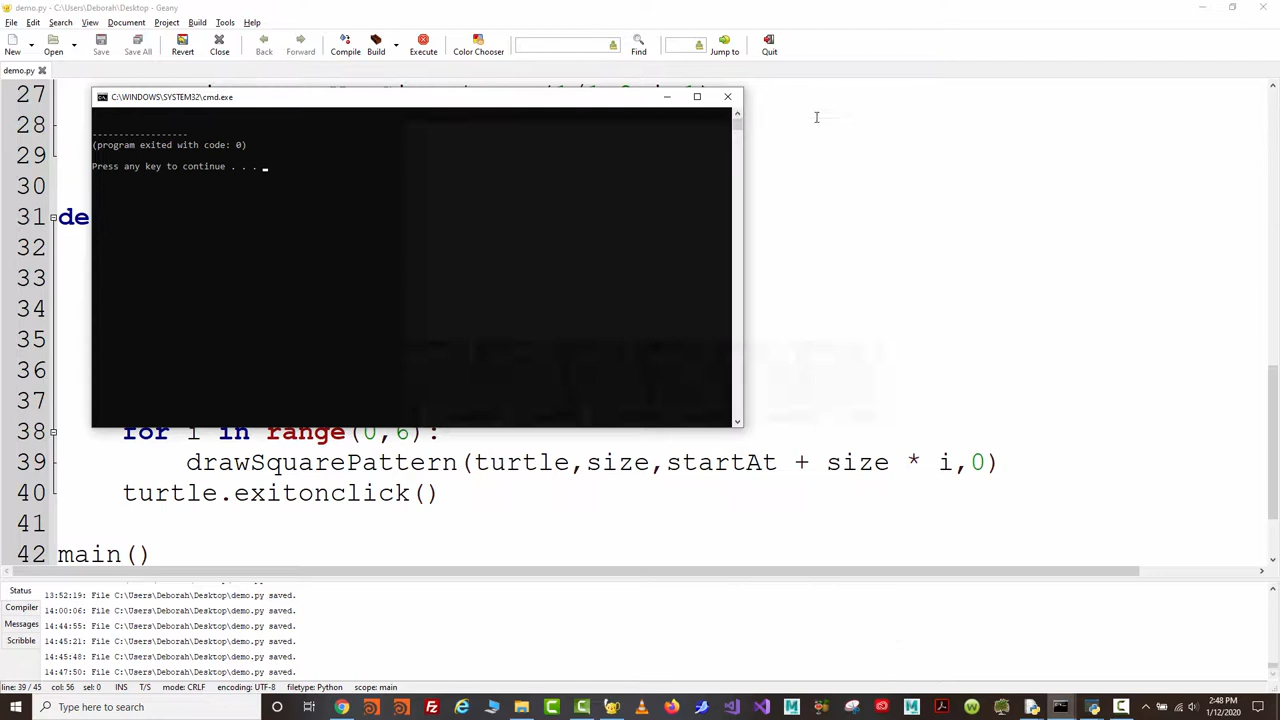 demo.py - C:\Users\Deborah\Desktop - Geany
File Edit Search View Document Project Build Tools Help
New Open Save Save All Revert Close Back Forward Compile Build Execute Color Chooser Find Jump to Quit
demo.py
27
28
29
30
31 de
32
33
34
35
36
37
38 for i in range(0,6):
39 drawSquarePattern(turtle,size,startAt + size * i,0)
40 turtle.exitonclick()
41
42 main()
C:\WINDOWS\SYSTEM32\cmd.exe
------------------
(program exited with code: 0)
Press any key to continue . . .
Status
Compiler
Messages
Scribble
13:52:19: File C:\Users\Deborah\Desktop\demo.py saved.
14:00:06: File C:\Users\Deborah\Desktop\demo.py saved.
14:44:55: File C:\Users\Deborah\Desktop\demo.py saved.
14:45:21: File C:\Users\Deborah\Desktop\demo.py saved.
14:45:48: File C:\Users\Deborah\Desktop\demo.py saved.
14:47:50: File C:\Users\Deborah\Desktop\demo.py saved.
line: 39 / 45 col: 56 sel: 0 INS T/S mode: CRLF encoding: UTF-8 filetype: Python scope: main
Type here to search
2:48 PM
1/12/2020